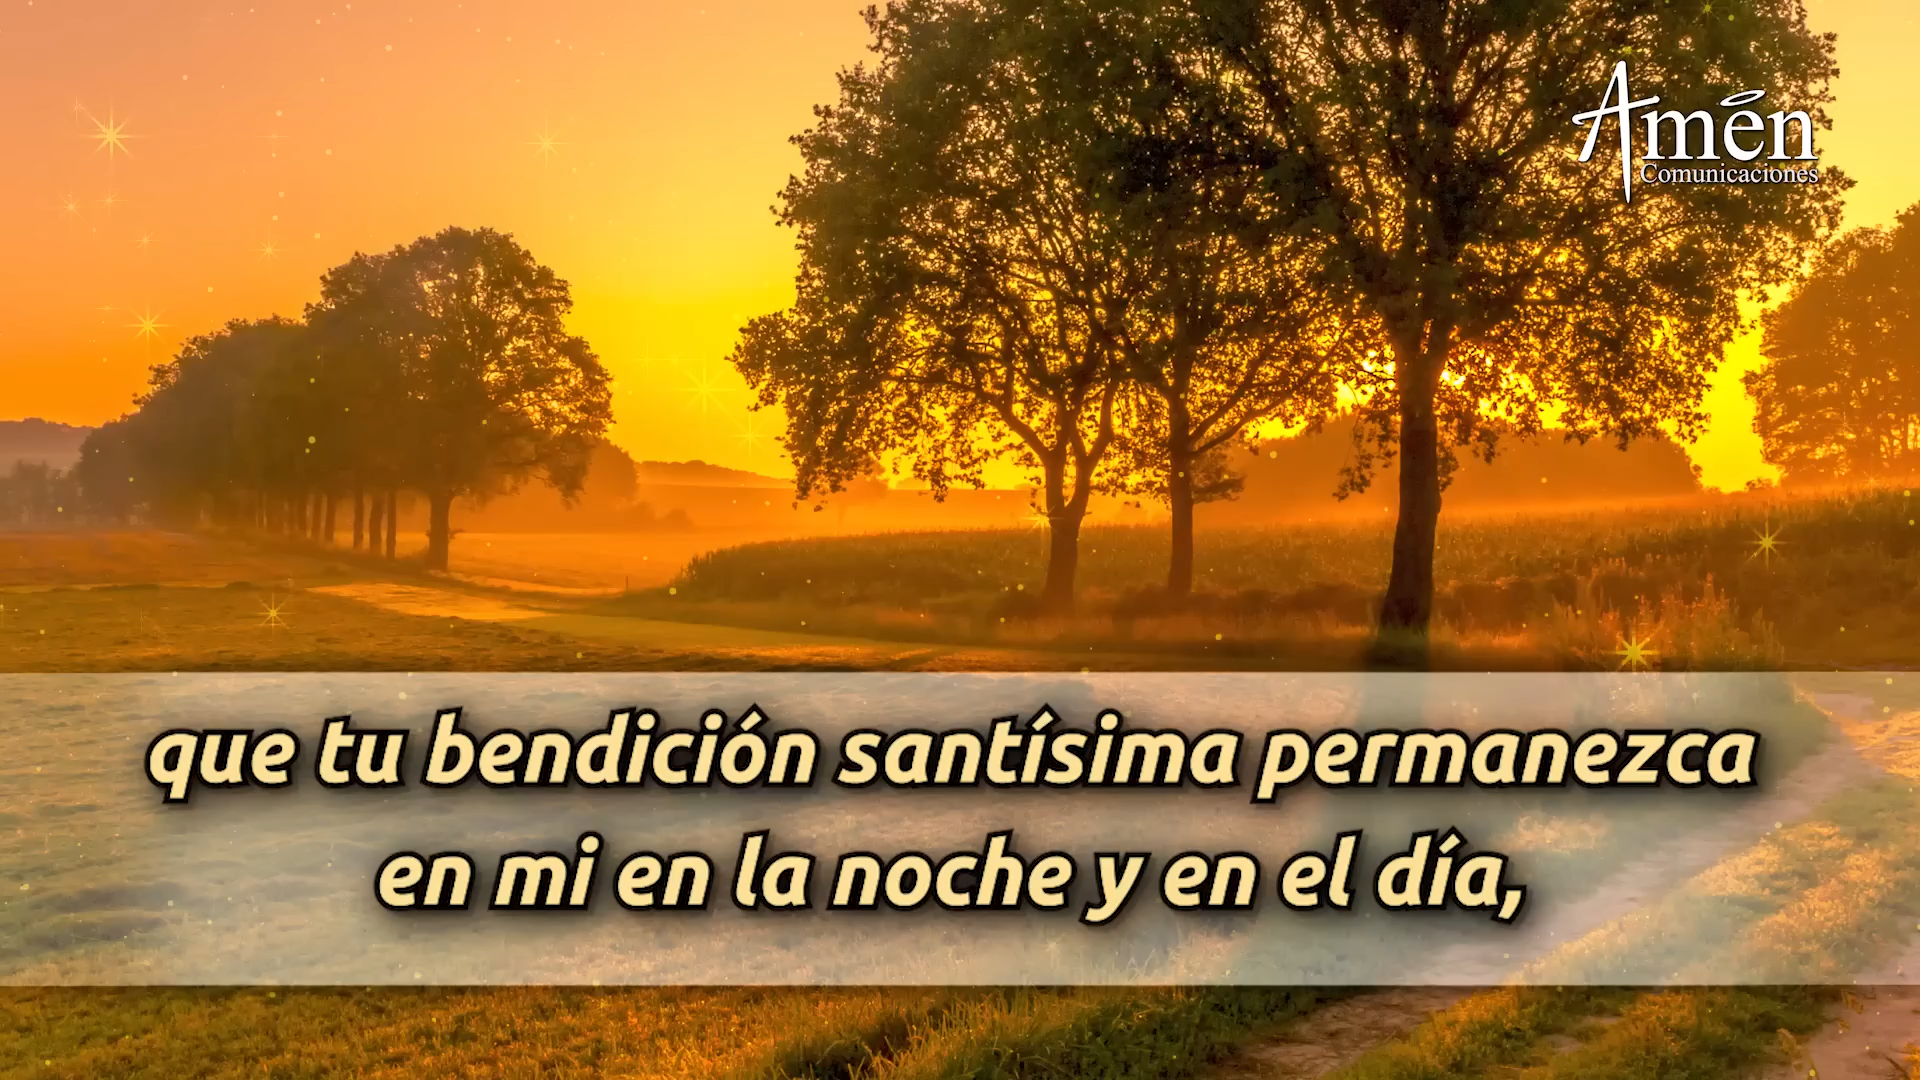 Amén
Comunicaciones
que tu bendición santísima permanezca
en mi en la noche y en el día,